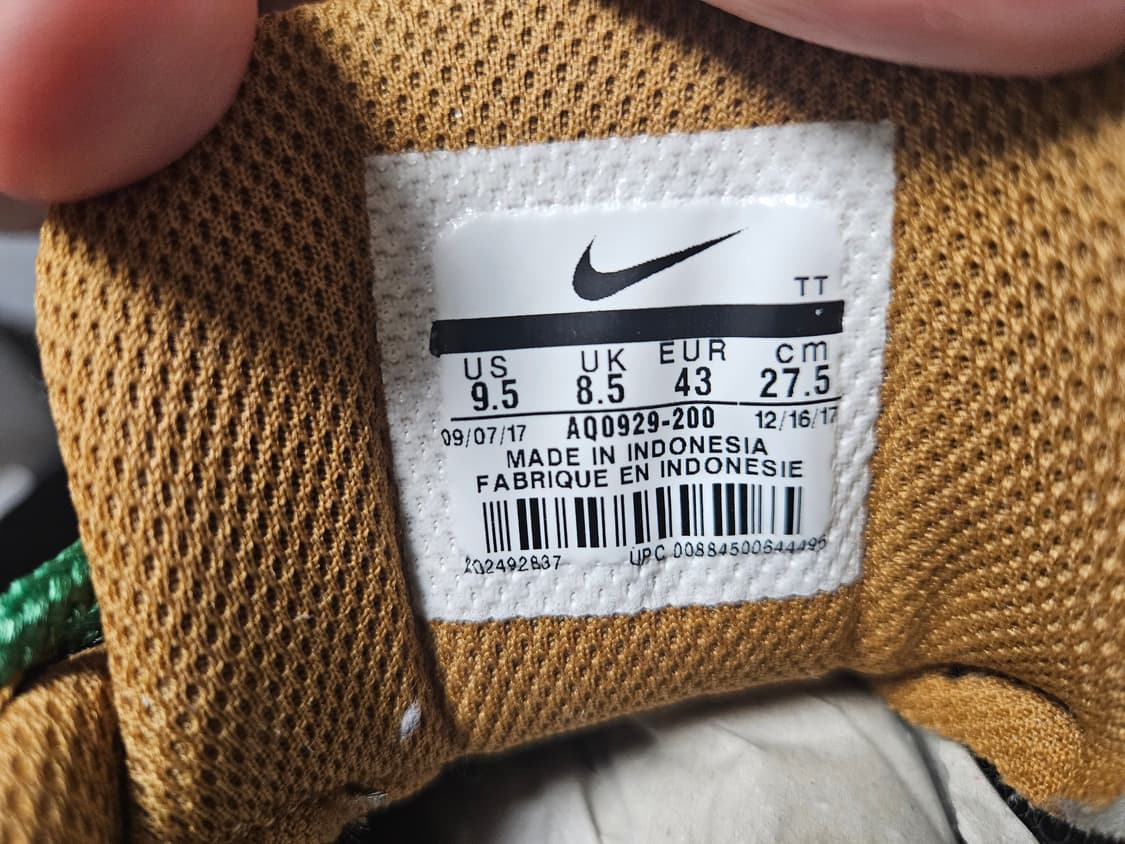 TT
US UK EUR cm
9.5 8.5 43 27.5
09/07/17 AQ0929-200 12/16/17
MADE IN INDONESIA
FABRIQUE EN INDONESIE
202492837 UPC 00884500644496